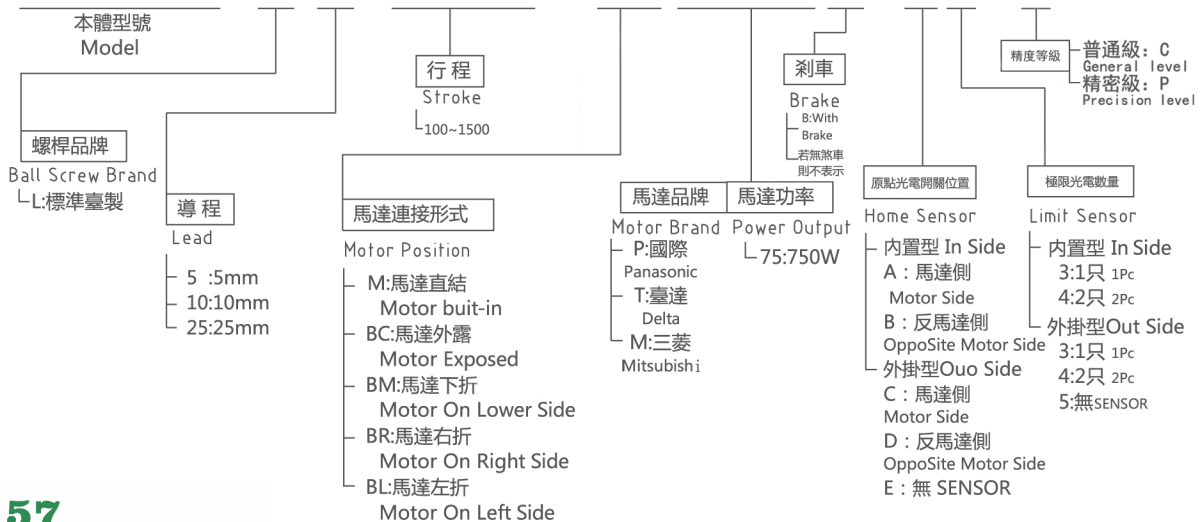 本體型號
Model
螺桿品牌
Ball Screw Brand
L:標準臺製
導程
Lead
5 :5mm
10:10mm
25:25mm
行程
Stroke
100~1500
馬達連接形式
Motor Position
M:馬達直結
Motor buit-in
BC:馬達外露
Motor Exposed
BM:馬達下折
Motor On Lower Side
BR:馬達右折
Motor On Right Side
BL:馬達左折
Motor On Left Side
馬達品牌
Motor Brand
P:國際
Panasonic
T:臺達
Delta
M:三菱
Mitsubishi
馬達功率
Power Output
75:750W
剎車
Brake
B:With
Brake
若無煞車
則不表示
原點光電開關位置
Home Sensor
內置型 In Side
A：馬達側
Motor Side
B：反馬達側
OppoSite Motor Side
外掛型Ouo Side
C：馬達側
Motor Side
D：反馬達側
OppoSite Motor Side
E：無 SENSOR
極限光電數量
Limit Sensor
內置型 In Side
3:1只 1Pc
4:2只 2Pc
外掛型Out Side
3:1只 1Pc
4:2只 2Pc
5:無SENSOR
精度等級
普通級：C
General level
精密級：P
Precision level
57